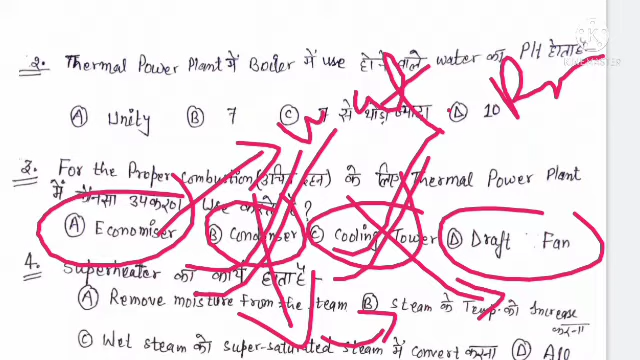 RK
KINEMASTER
2. Thermal Power Plant में Boiler में use होने वाले water का PH होता है-
Ⓐ Unity Ⓑ 7 Ⓒ 7 से थोड़ा ज्यादा Ⓓ 10
3. For the Proper Combustion (उचित दहन) के लिए Thermal Power Plant
में कौनसा उपकरण Use करते हैं?
Ⓐ Economiser Ⓑ Condenser Ⓒ Cooling Tower Ⓓ Draft Fan
4. Superheater का कार्य होता है-
Ⓐ Remove moisture from the steam Ⓑ steam के Temp. को Increase
करना
Ⓒ Wet steam को super-saturated steam में convert करना Ⓓ All